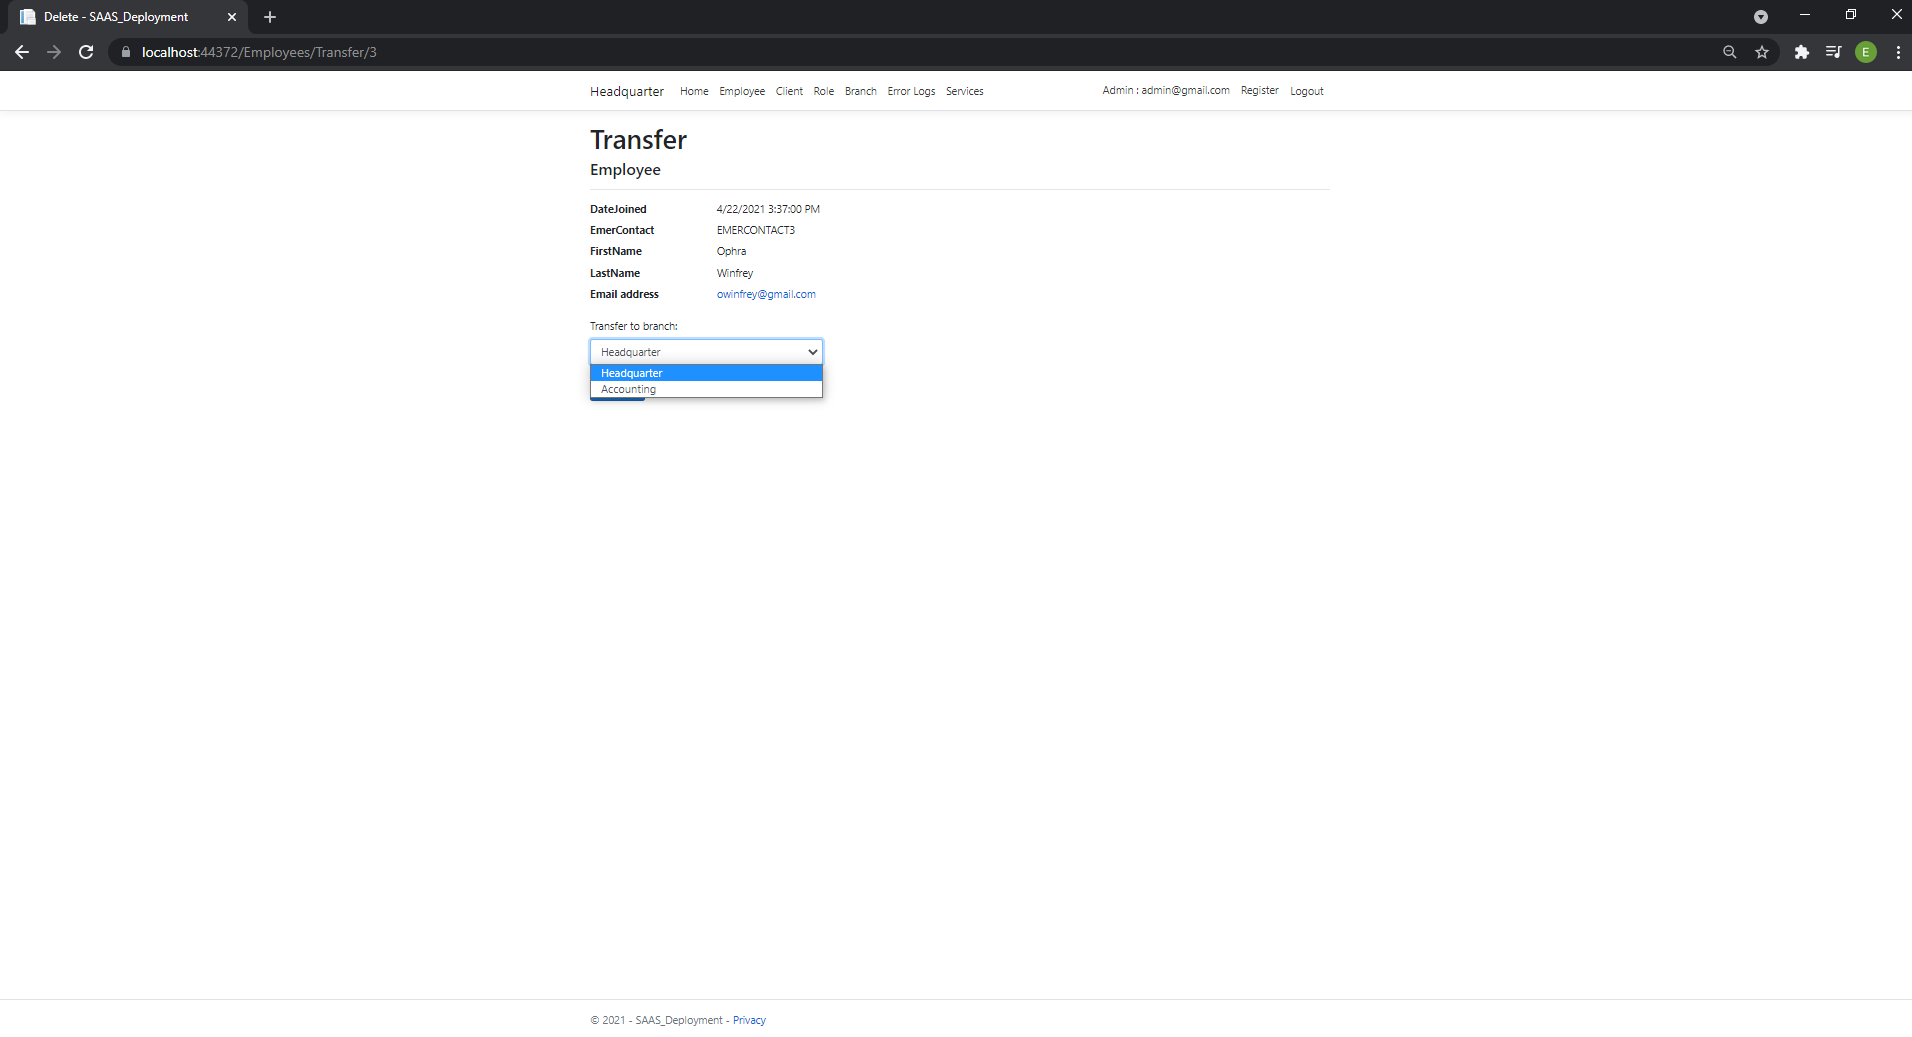 Delete - SAAS_Deployment
localhost:44372/Employees/Transfer/3
E
Headquarter Home Employee Client Role Branch Error Logs Services Admin : admin@gmail.com Register Logout
Transfer
Employee
DateJoined 4/22/2021 3:37:00 PM
EmerContact EMERCONTACT3
FirstName Ophra
LastName Winfrey
Email address owinfrey@gmail.com
Transfer to branch:
Headquarter
Headquarter
Accounting
© 2021 - SAAS_Deployment - Privacy